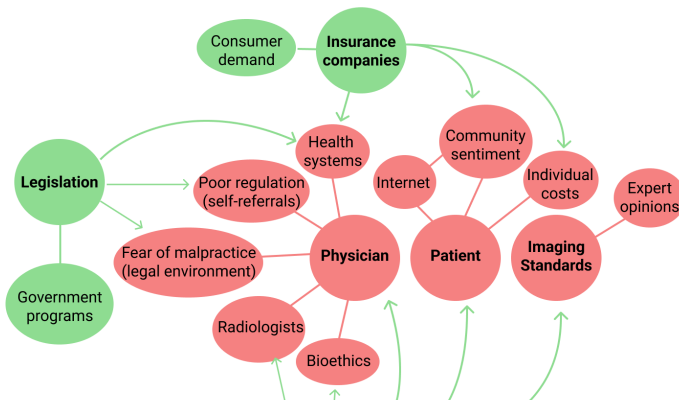 Consumer
demand
Insurance
companies
Health
systems
Community
sentiment
Legislation
Poor regulation
(self-referrals)
Internet
Individual
costs
Expert
opinions
Fear of malpractice
(legal environment)
Physician
Patient
Imaging
Standards
Government
programs
Radiologists
Bioethics